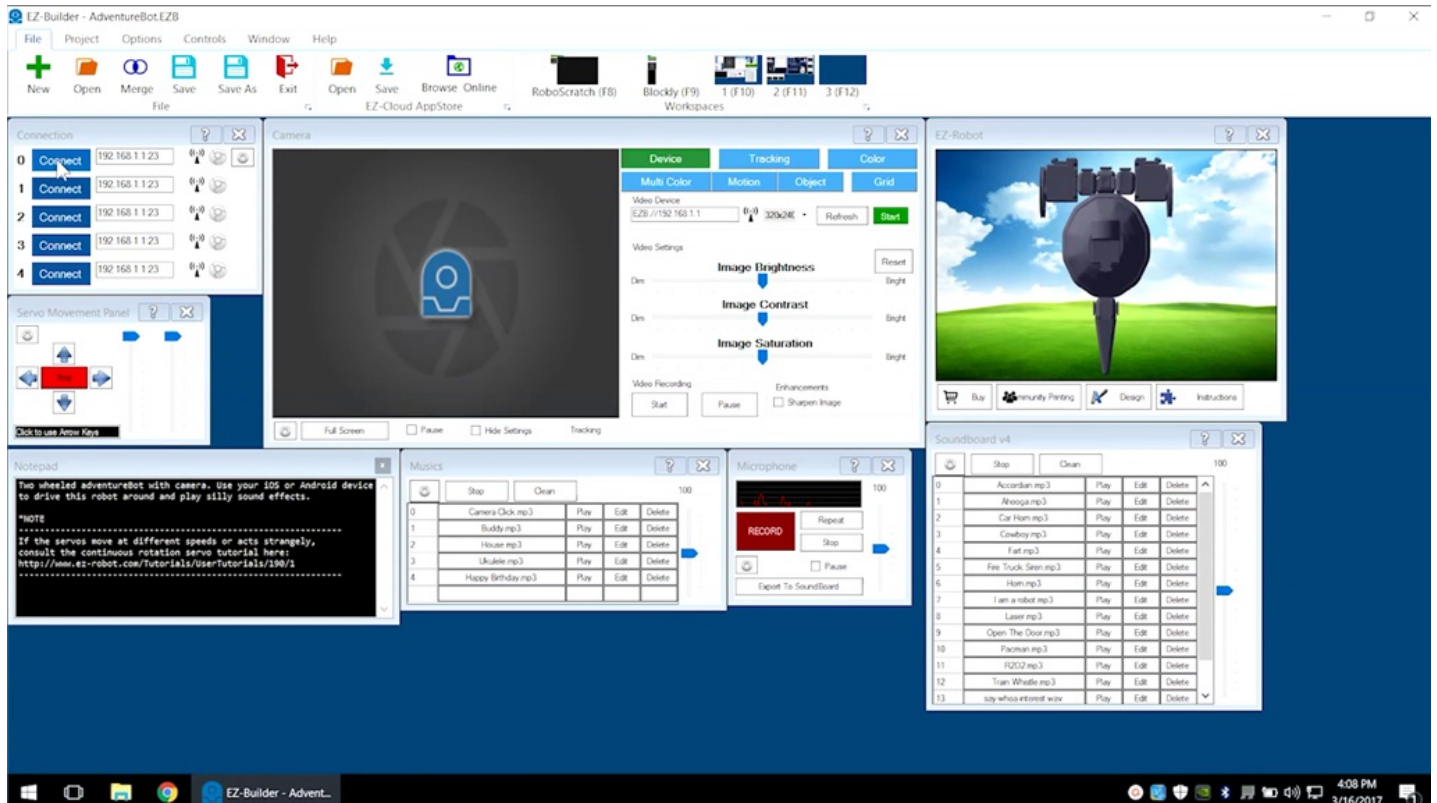 EZ-Builder - AdventureBot.EZB
File Project Options Controls Window Help
New Open Merge Save Save As Exit Open Save Browse Online RoboScratch (F8) Blockly (F9) 1 (F10) 2 (F11) 3 (F12)
File EZ-Cloud AppStore Workspaces
Connection
0 Connect 192.168.1.1:23
1 Connect 192.168.1.1:23
2 Connect 192.168.1.1:23
3 Connect 192.168.1.1:23
4 Connect 192.168.1.1:23
Camera
Device Tracking Color
Multi Color Motion Object Grid
Video Device
EZB://192.168.1.1 320x240 Refresh Start
Video Settings
Reset
Image Brightness
Dim Bright
Image Contrast
Dim Bright
Image Saturation
Dim Bright
Video Recording Enhancements
Start Pause Sharpen Image
Full Screen Pause Hide Settings Tracking
EZ-Robot
Buy Design Instructions
Servo Movement Panel
Stop
Click to use Arrow Keys
Notepad
Two wheeled adventureBot with camera. Use your iOS or Android device
to drive this robot around and play silly sound effects.
*NOTE
If the servos move at different speeds or acts strangely,
consult the continuous rotation servo tutorial here:
http://www.ez-robot.com/Tutorials/UserTutorials/190/1
Musics
Stop Clean 100
0 Camera Click.mp3 Play Edit Delete
1 Buddy.mp3 Play Edit Delete
2 House.mp3 Play Edit Delete
3 Ukulele.mp3 Play Edit Delete
4 Happy Birthday.mp3 Play Edit Delete
Microphone
100
RECORD Repeat
Stop
Pause
Export To SoundBoard
Soundboard v4
Stop Clean 100
0 Accordian.mp3 Play Edit Delete
1 Ahooga.mp3 Play Edit Delete
2 Car Horn.mp3 Play Edit Delete
3 Cowboy.mp3 Play Edit Delete
4 Fart.mp3 Play Edit Delete
5 Fire Truck Siren.mp3 Play Edit Delete
6 Horn.mp3 Play Edit Delete
7 I am a robot.mp3 Play Edit Delete
8 Laser.mp3 Play Edit Delete
9 Open The Door.mp3 Play Edit Delete
10 Pacman.mp3 Play Edit Delete
11 R2D2.mp3 Play Edit Delete
12 Train Whistle.mp3 Play Edit Delete
13 say whoa interest.wav Play Edit Delete
EZ-Builder - Advent...
4:08 PM
3/16/2017